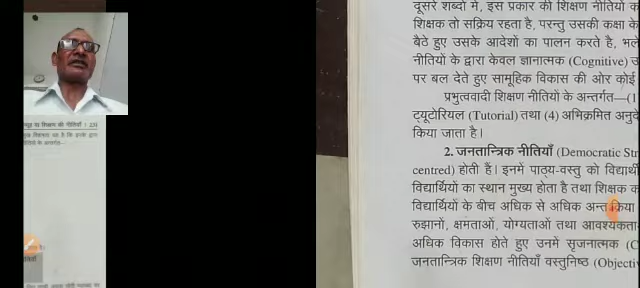 दूसरे शब्दों में, इस प्रकार की शिक्षण नीतियों
शिक्षक तो सक्रिय रहता है, परन्तु उसकी कक्षा के
बैठे हुए उसके आदेशों का पालन करते है, भले
नीतियों के द्वारा केवल ज्ञानात्मक (Cognitive)
पर बल देते हुए सामूहिक विकास की ओर कोई
प्रभुत्ववादी शिक्षण नीतियों के अन्तर्गत—(1
ट्यूटोरियल (Tutorial) तथा (4) अभिक्रमित
किया जाता है।
2. जनतान्त्रिक नीतियाँ (Democratic Str
centred) होती हैं। इनमें पाठ्य-वस्तु को विद्यार्थी
विद्यार्थियों का स्थान मुख्य होता है तथा शिक्षक
विद्यार्थियों के बीच अधिक से अधिक अन्त किया
रुझानों, क्षमताओं, योग्यताओं तथा आवश्यकता
अधिक विकास होते हुए उनमें सृजनात्मक (C
जनतान्त्रिक शिक्षण नीतियाँ वस्तुनिष्ठ (Objecti